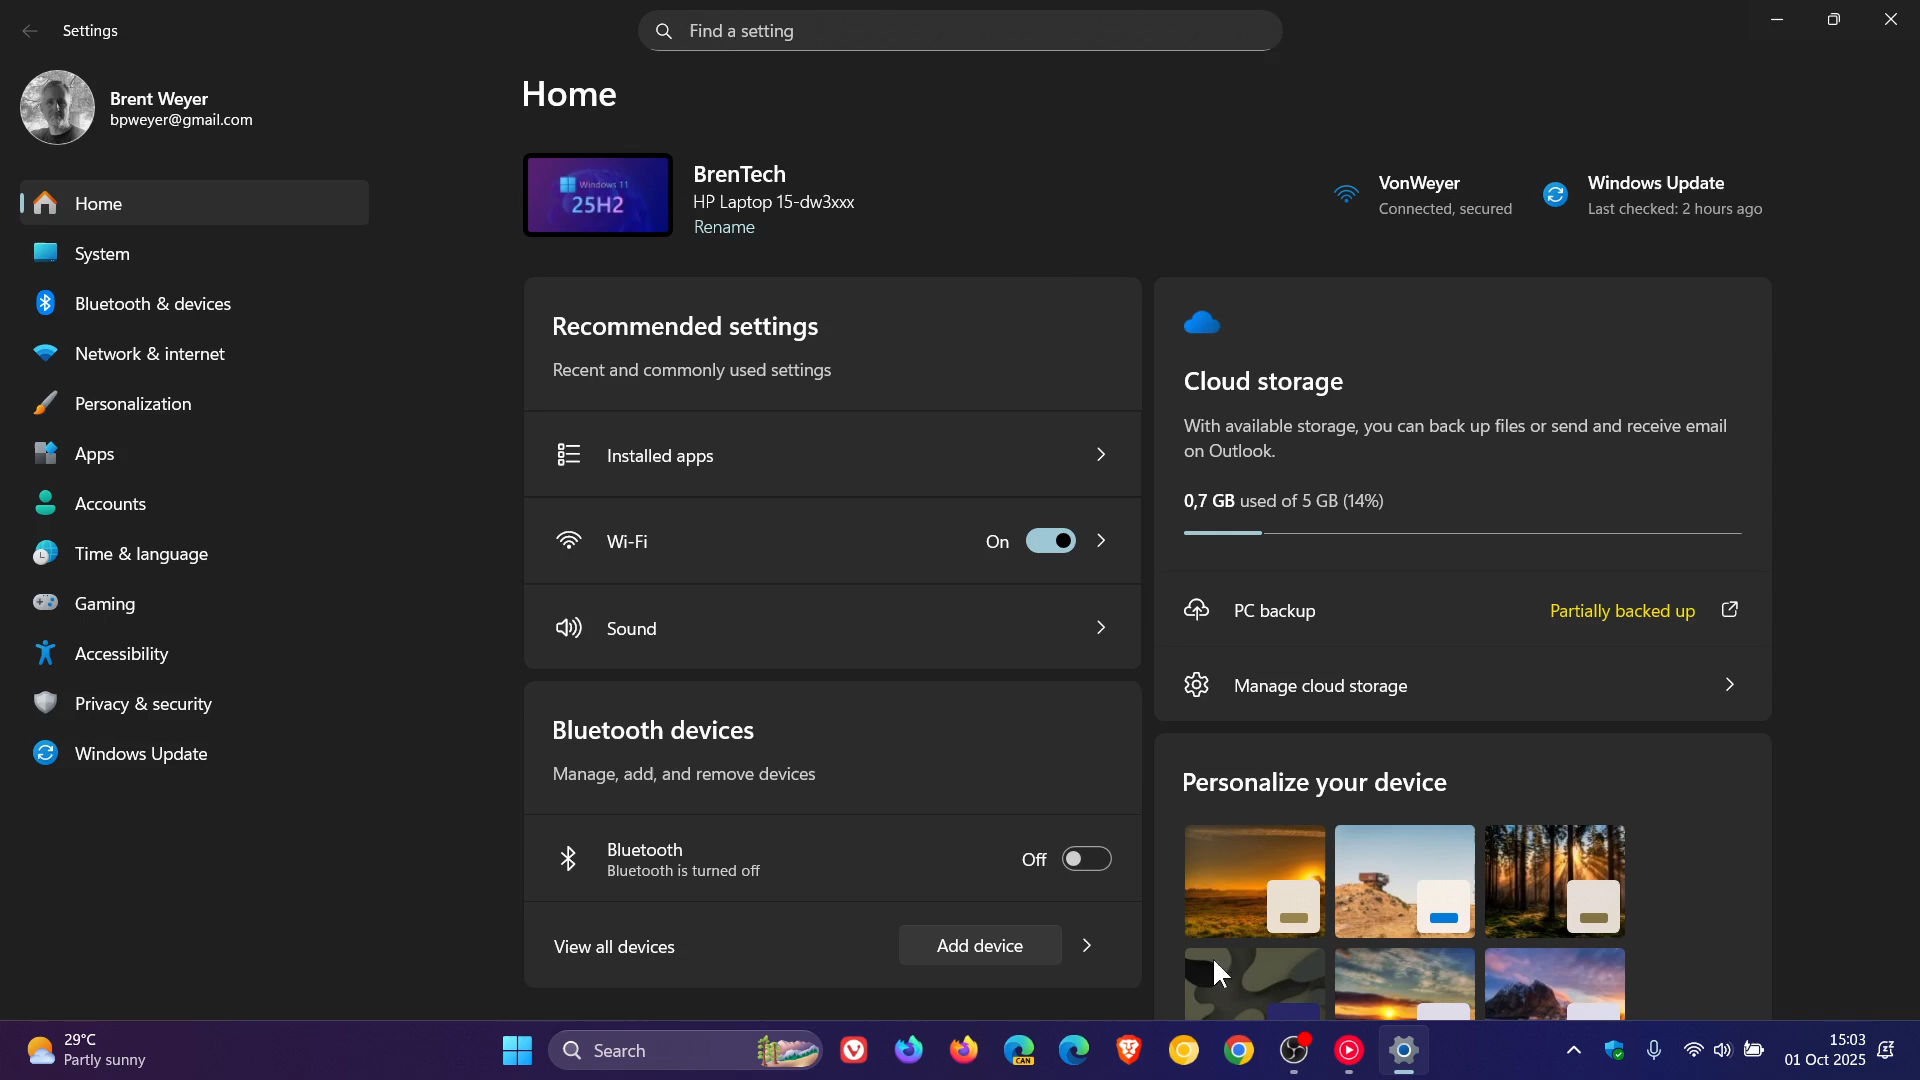 Settings
Find a setting
Brent Weyer
bpweyer@gmail.com
Home
System
Bluetooth & devices
Network & internet
Personalization
Apps
Accounts
Time & language
Gaming
Accessibility
Privacy & security
Windows Update
Home
Windows 11
25H2
BrenTech
HP Laptop 15-dw3xxx
Rename
VonWeyer
Connected, secured
Windows Update
Last checked: 2 hours ago
Recommended settings
Recent and commonly used settings
Installed apps
Wi-Fi
On
Sound
Bluetooth devices
Manage, add, and remove devices
Bluetooth
Bluetooth is turned off
Off
View all devices
Add device
Cloud storage
With available storage, you can back up files or send and receive email
on Outlook.
0,7 GB used of 5 GB (14%)
PC backup
Partially backed up
Manage cloud storage
Personalize your device
29°C
Partly sunny
Search
CAN
15:03
01 Oct 2025